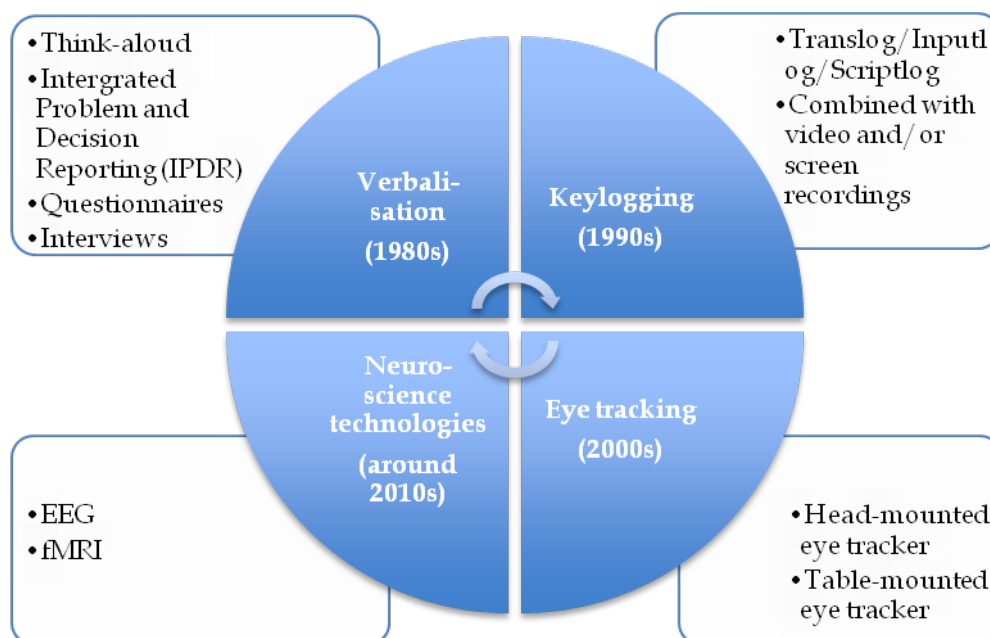 •Think-aloud
•Intergrated
Problem and
Decision
Reporting (IPDR)
•Questionnaires
•Interviews
Verbali-
sation
(1980s)
•Translog/Inputl
og/Scriptlog
•Combined with
video and/or
screen
recordings
Keylogging
(1990s)
Neuro-
science
technologies
(around
2010s)
•EEG
•fMRI
Eye tracking
(2000s)
•Head-mounted
eye tracker
•Table-mounted
eye tracker